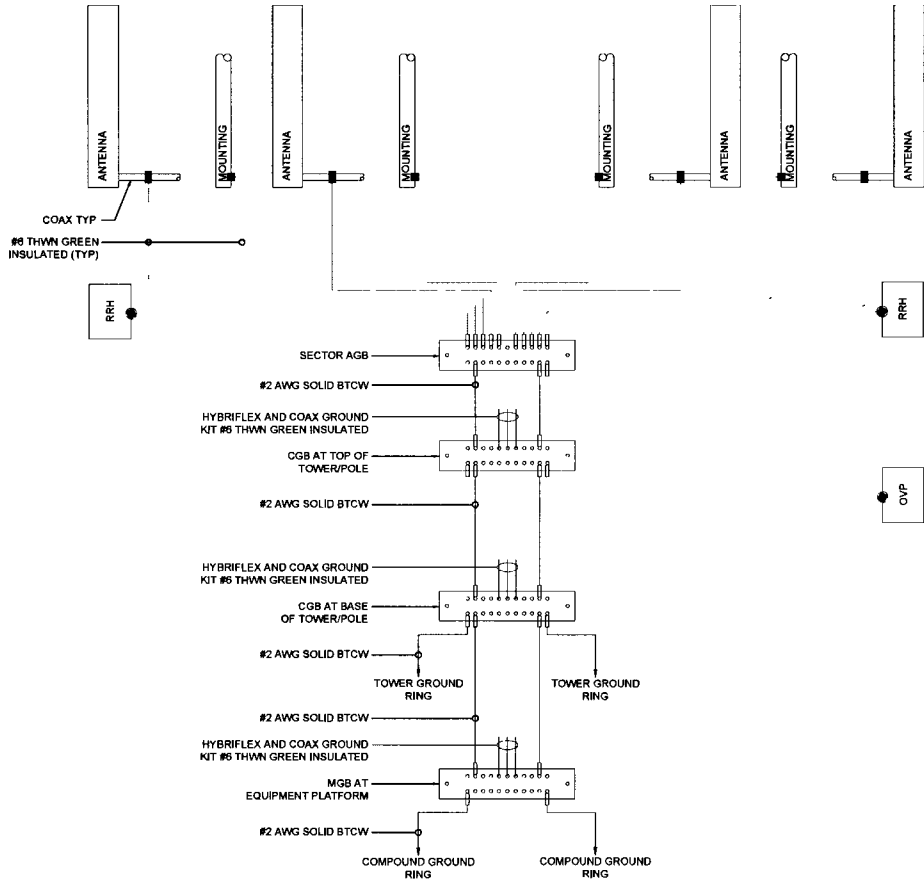 ANTENNA
MOUNTING
ANTENNA
MOUNTING
MOUNTING
ANTENNA
MOUNTING
ANTENNA
COAX TYP
#6 THWN GREEN
INSULATED (TYP)
RRH
RRH
SECTOR AGB
#2 AWG SOLID BTCW
HYBRIFLEX AND COAX GROUND
KIT #6 THWN GREEN INSULATED
CGB AT TOP OF
TOWER/POLE
OVP
#2 AWG SOLID BTCW
HYBRIFLEX AND COAX GROUND
KIT #6 THWN GREEN INSULATED
CGB AT BASE
OF TOWER/POLE
#2 AWG SOLID BTCW
TOWER GROUND
RING
TOWER GROUND
RING
#2 AWG SOLID BTCW
HYBRIFLEX AND COAX GROUND
KIT #6 THWN GREEN INSULATED
MGB AT
EQUIPMENT PLATFORM
#2 AWG SOLID BTCW
COMPOUND GROUND
RING
COMPOUND GROUND
RING